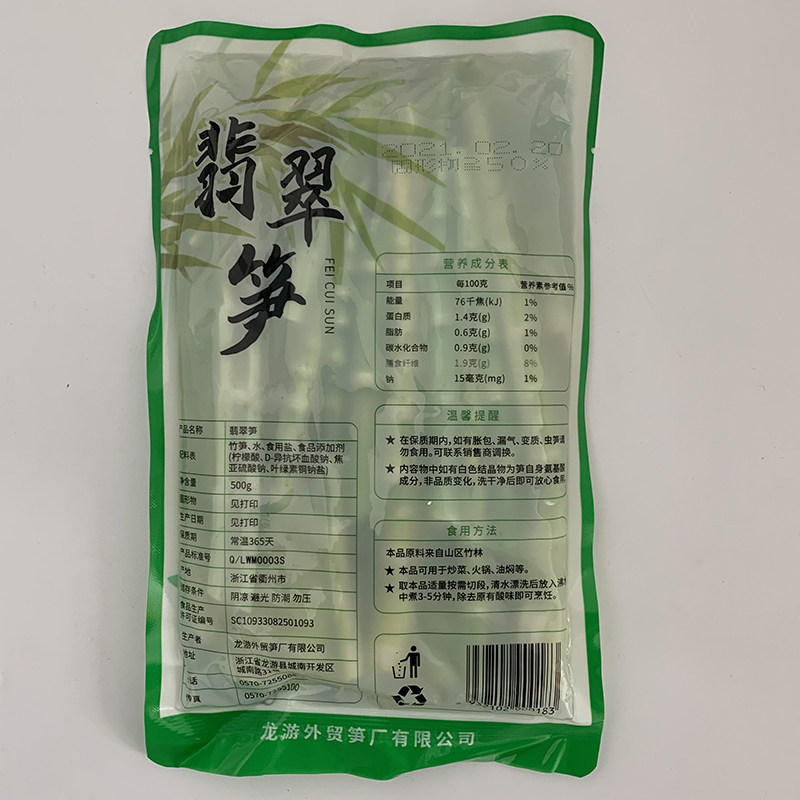 翡翠笋
FEI CUI SUN
2021.02.20
固形物≥50%
营养成分表
项目 每100克 营养素参考值%
能量 76千焦(kJ) 1%
蛋白质 1.4克(g) 2%
脂肪 0.6克(g) 1%
碳水化合物 0.9克(g) 0%
膳食纤维 1.9克(g) 8%
钠 15毫克(mg) 1%
温馨提醒
★ 在保质期内,如有胀包、漏气、变质、虫笋请
勿食用。可联系销售商调换。
★ 内容物中如有白色结晶物为笋自身氨基酸
成分,非品质变化,洗干净后即可放心食用
食用方法
本品原料来自山区竹林
★ 本品可用于炒菜、火锅、油焖等。
★ 取本品适量按需切段,清水漂洗后放入沸
中煮3-5分钟,除去原有酸味即可烹饪。
产品名称 翡翠笋
配料表 竹笋、水、食用盐、食品添加剂
(柠檬酸、D-异抗坏血酸钠、焦
亚硫酸钠、叶绿素铜钠盐)
净含量 500g
固形物 见打印
生产日期 见打印
保质期 常温365天
产品标准号 Q/LWM0003S
产地 浙江省衢州市
储存条件 阴凉 避光 防潮 勿压
食品生产
许可证编号 SC10933082501093
生产者 龙游外贸笋厂有限公司
地址 浙江省龙游县城南开发区
城南路
电话 0570-725508
传真 0570-
龙游外贸笋厂有限公司